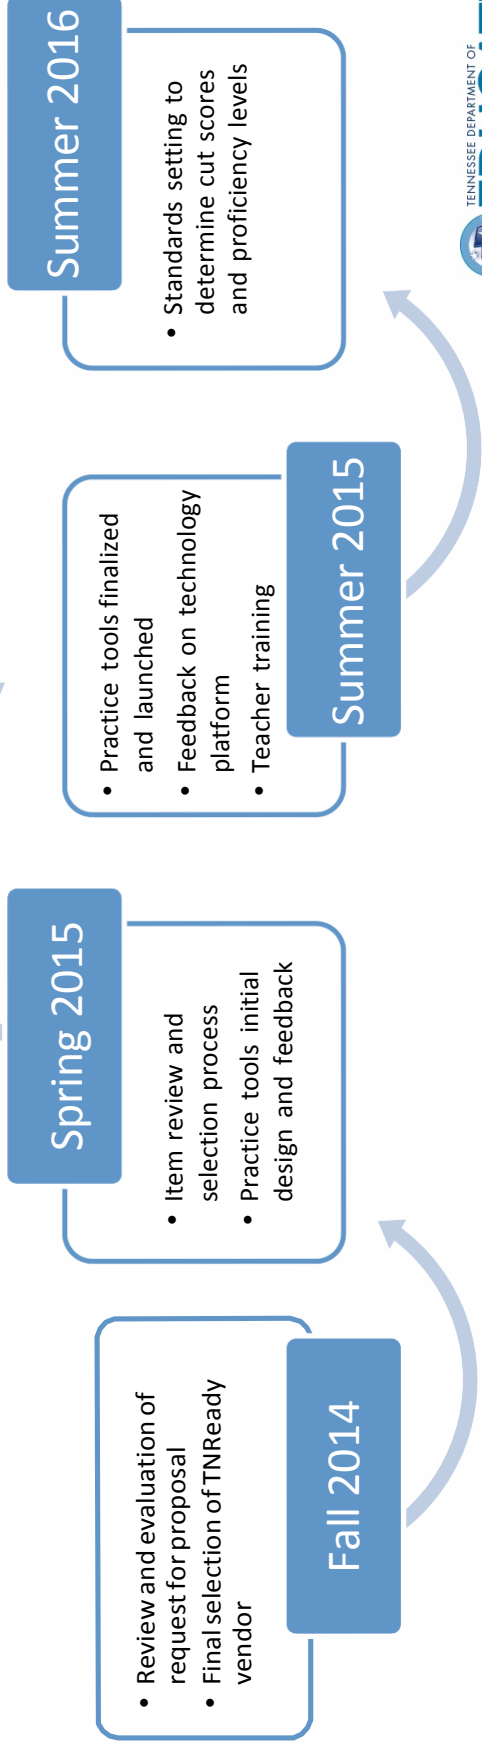 • Review and evaluation of
request for proposal
• Final selection of TNReady
vendor
Fall 2014
Spring 2015
• Item review and
selection process
• Practice tools initial
design and feedback
• Practice tools finalized
and launched
• Feedback on technology
platform
• Teacher training
Summer 2015
Summer 2016
• Standards setting to
determine cut scores
and proficiency levels
TENNESSEE DEPARTMENT OF